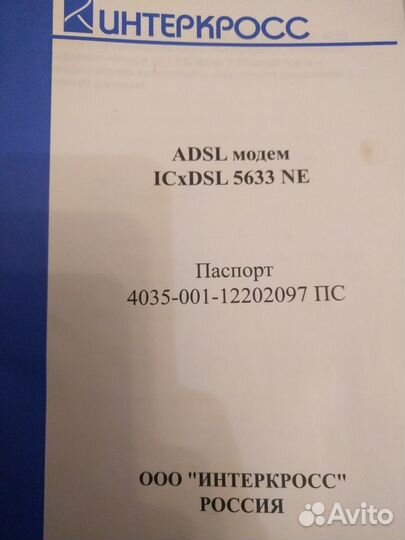 ИНТЕРКРОСС
ADSL модем
ICxDSL 5633 NE
Паспорт
4035-001-12202097 ПС
ООО "ИНТЕРКРОСС"
РОССИЯ
Avito